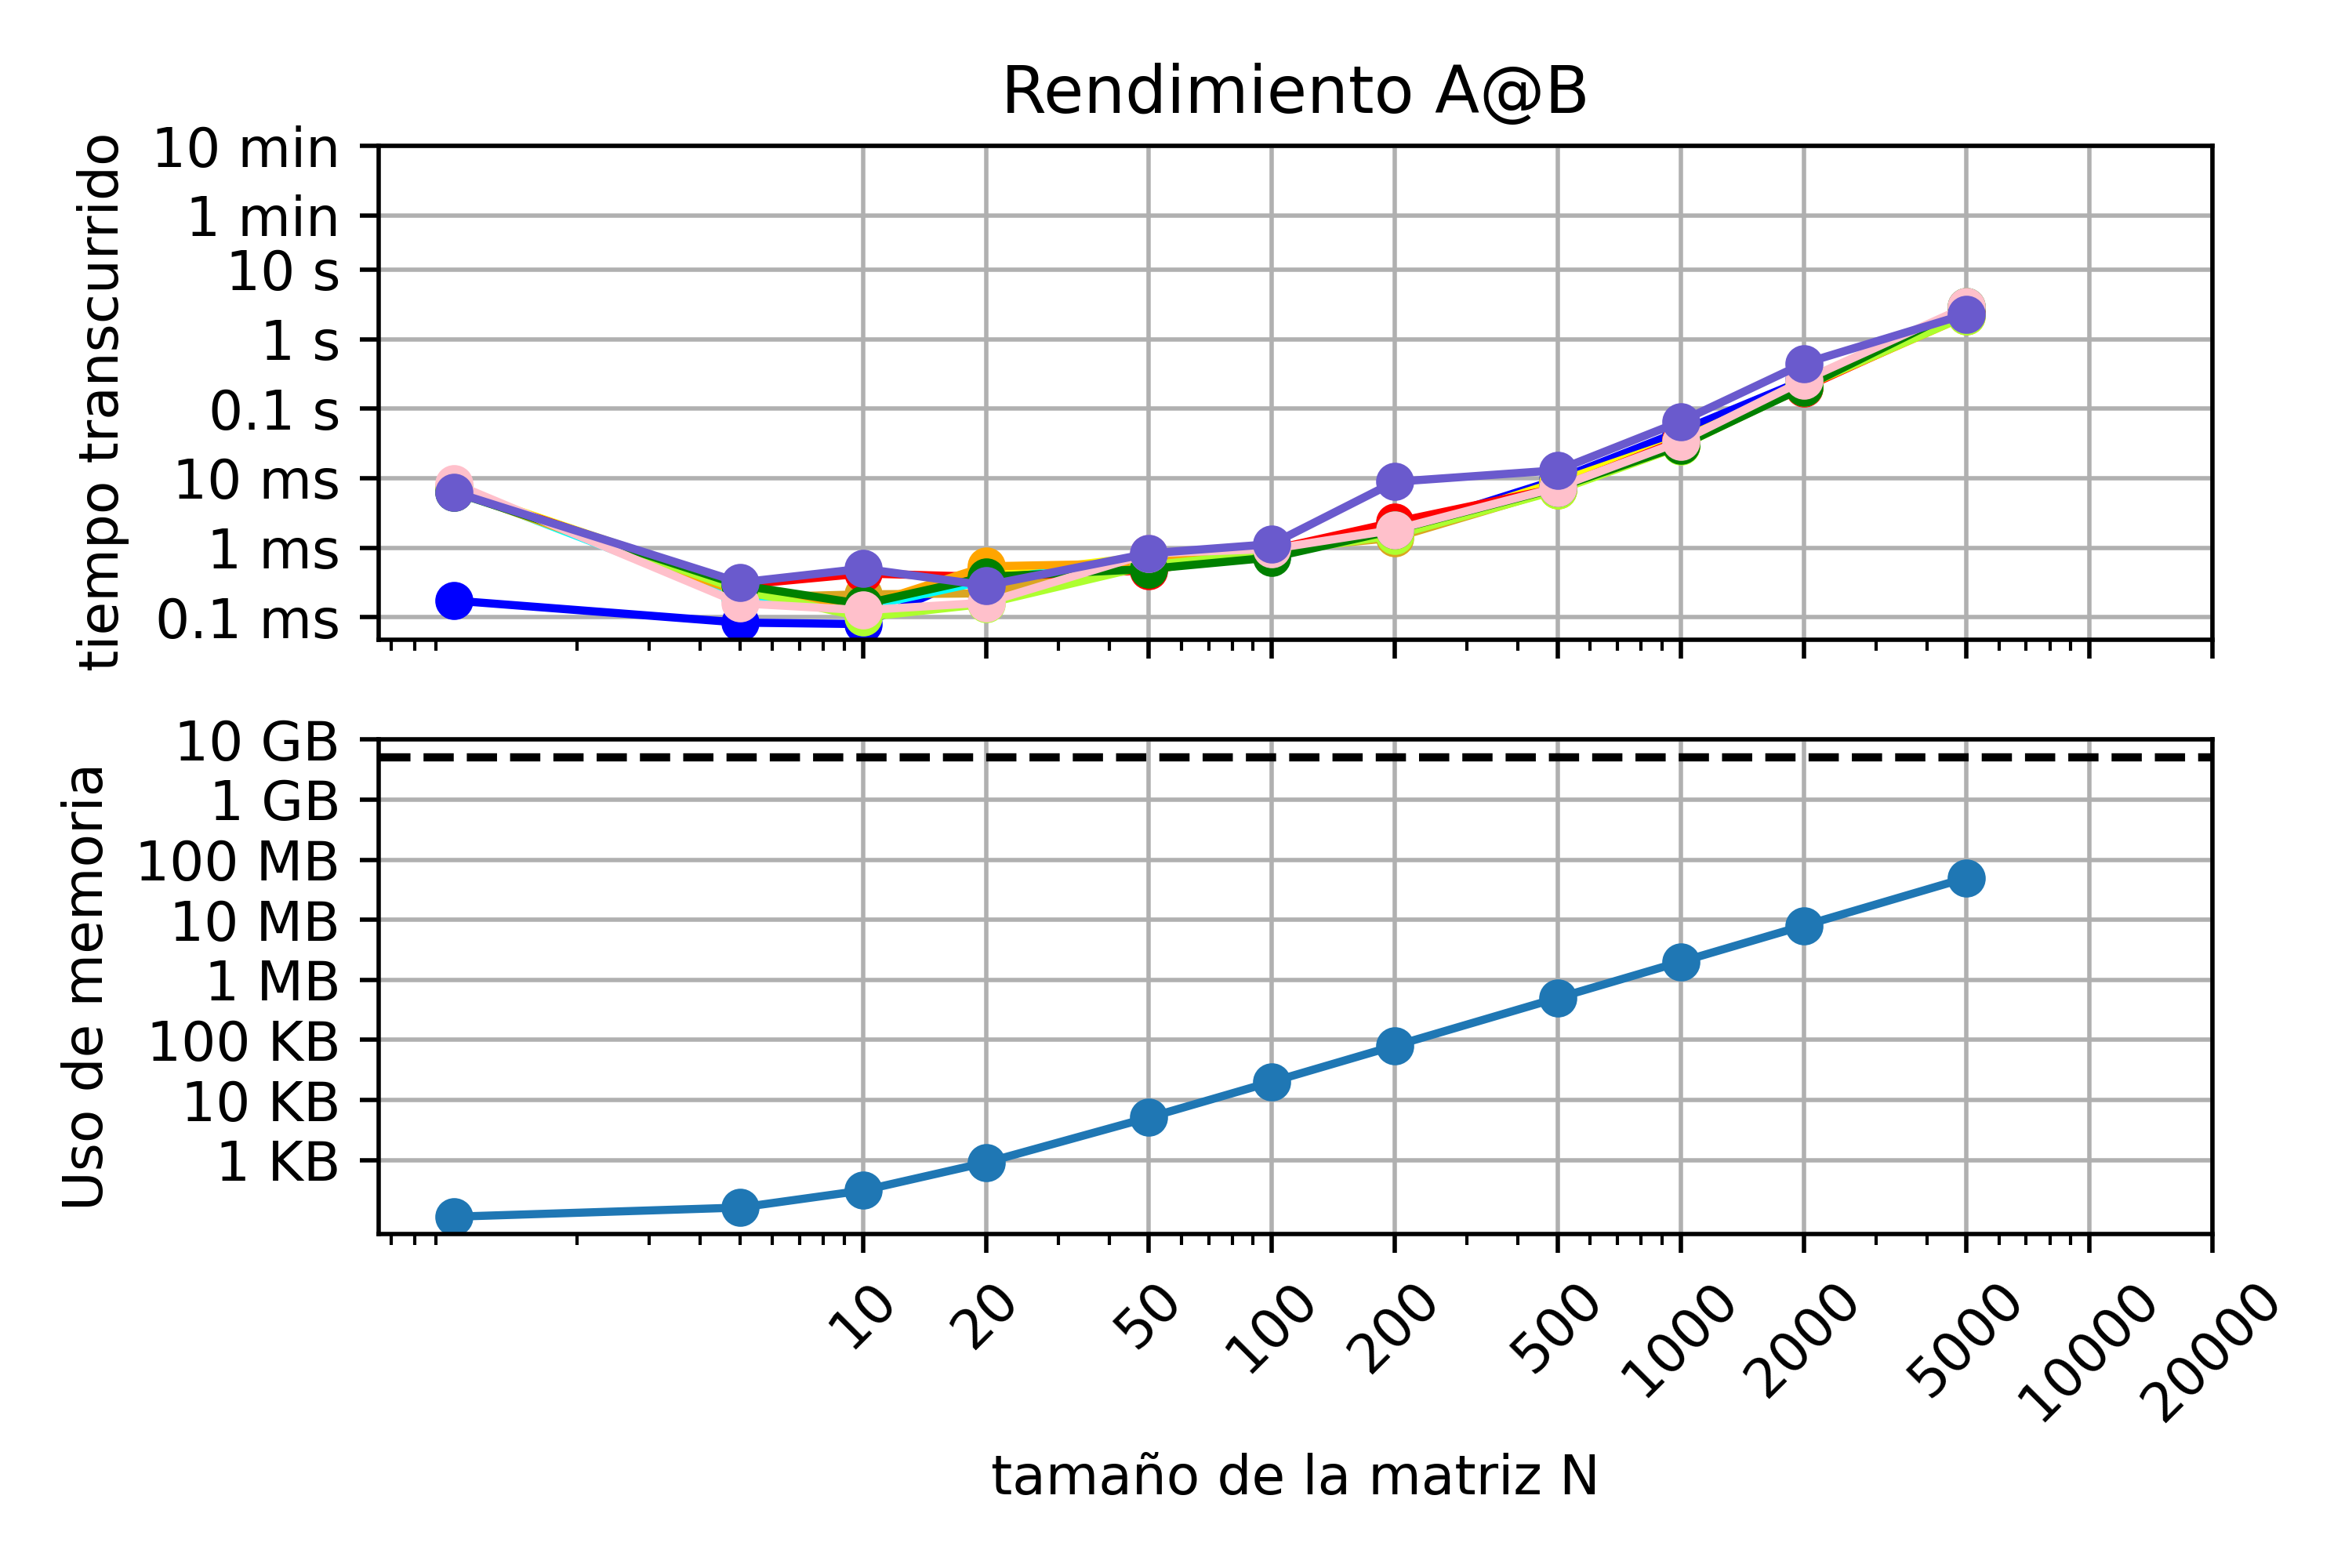 Rendimiento A@B
tiempo transcurrido
10 min
1 min
10 s
1 s
0.1 s
10 ms
1 ms
0.1 ms
Uso de memoria
10 GB
1 GB
100 MB
10 MB
1 MB
100 KB
10 KB
1 KB
10
20
50
100
200
500
1000
2000
5000
10000
20000
tamaño de la matriz N